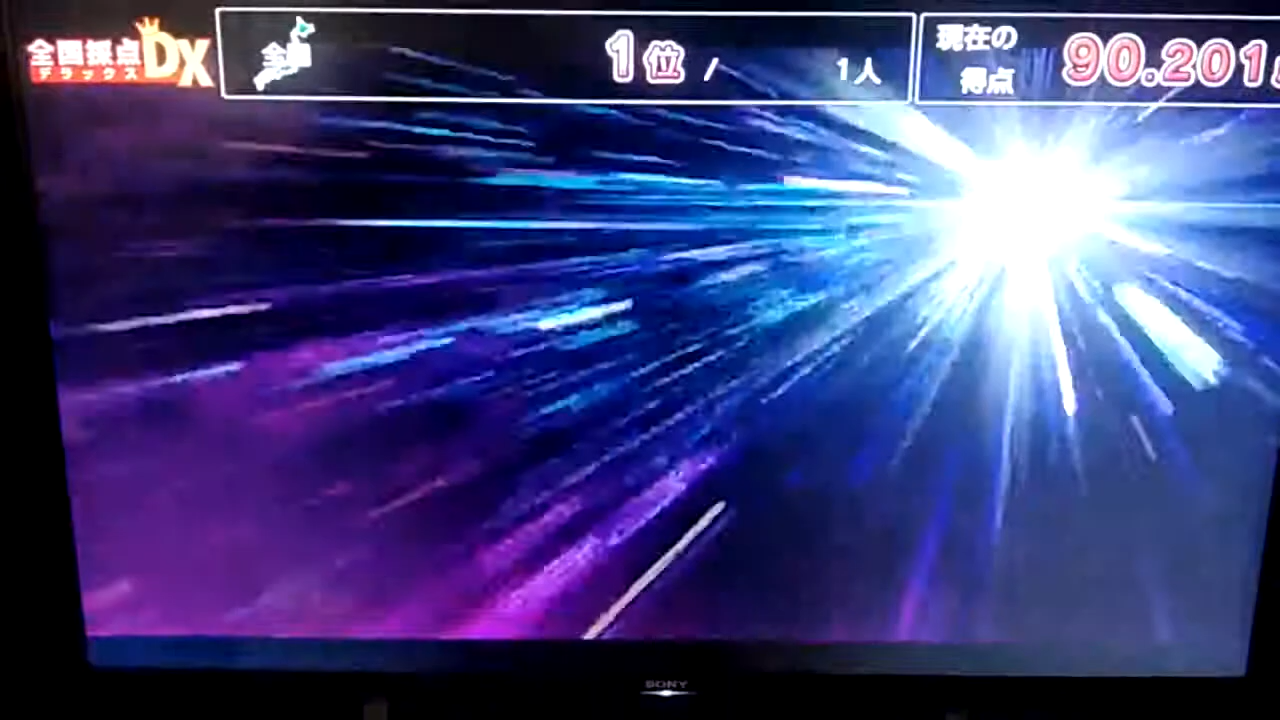 全国採点DX
デラックス
全国
1位 / 1人
現在の
得点
90.201
SONY